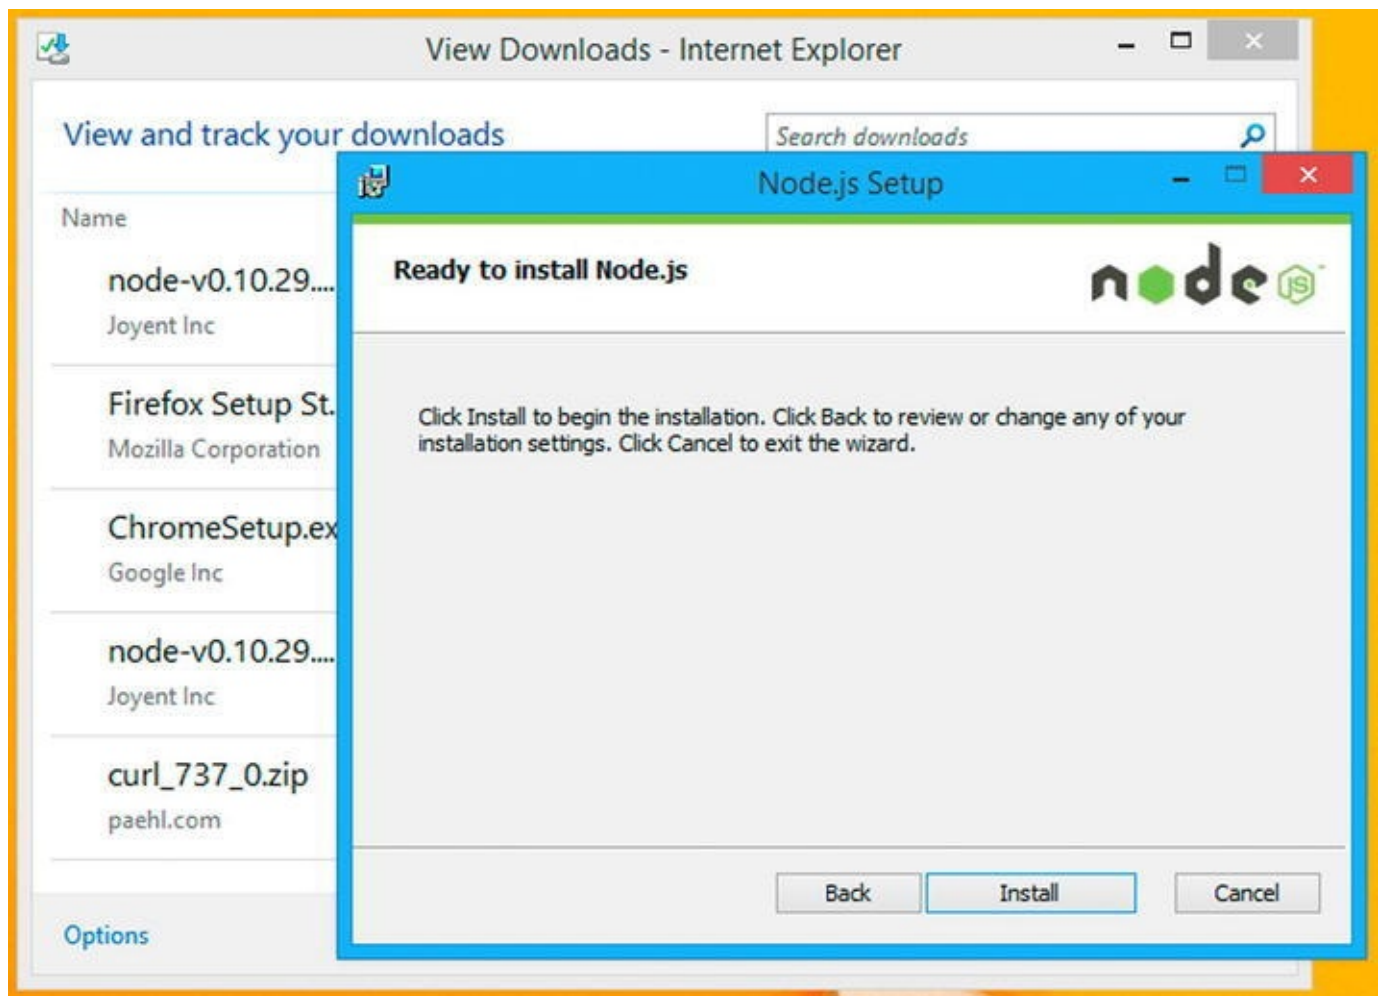 View Downloads - Internet Explorer
View and track your downloads
Search downloads
Name
node-v0.10.29....
Joyent Inc
Firefox Setup St.
Mozilla Corporation
ChromeSetup.ex
Google Inc
node-v0.10.29....
Joyent Inc
curl_737_0.zip
paehl.com
Options
Node.js Setup
Ready to install Node.js
node JS
Click Install to begin the installation. Click Back to review or change any of your
installation settings. Click Cancel to exit the wizard.
Back Install Cancel